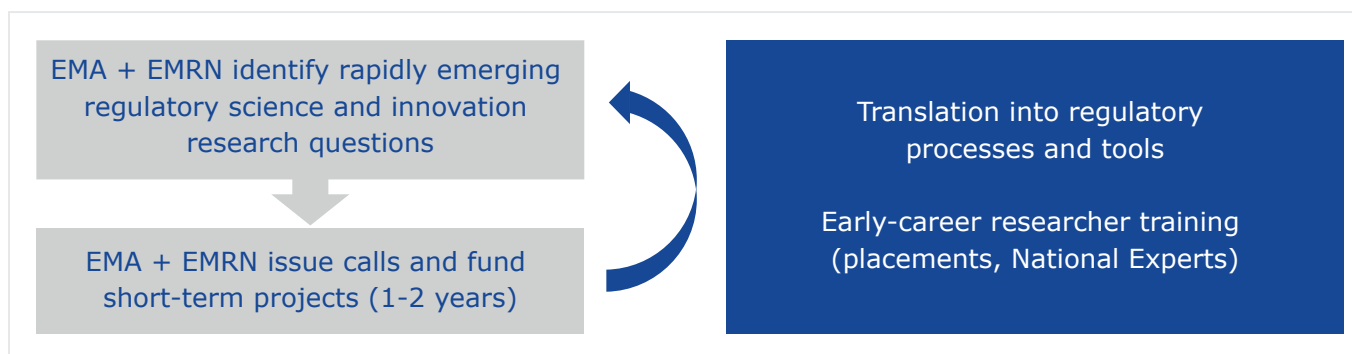 EMA + EMRN identify rapidly emerging
regulatory science and innovation
research questions
EMA + EMRN issue calls and fund
short-term projects (1-2 years)
Translation into regulatory
processes and tools
Early-career researcher training
(placements, National Experts)